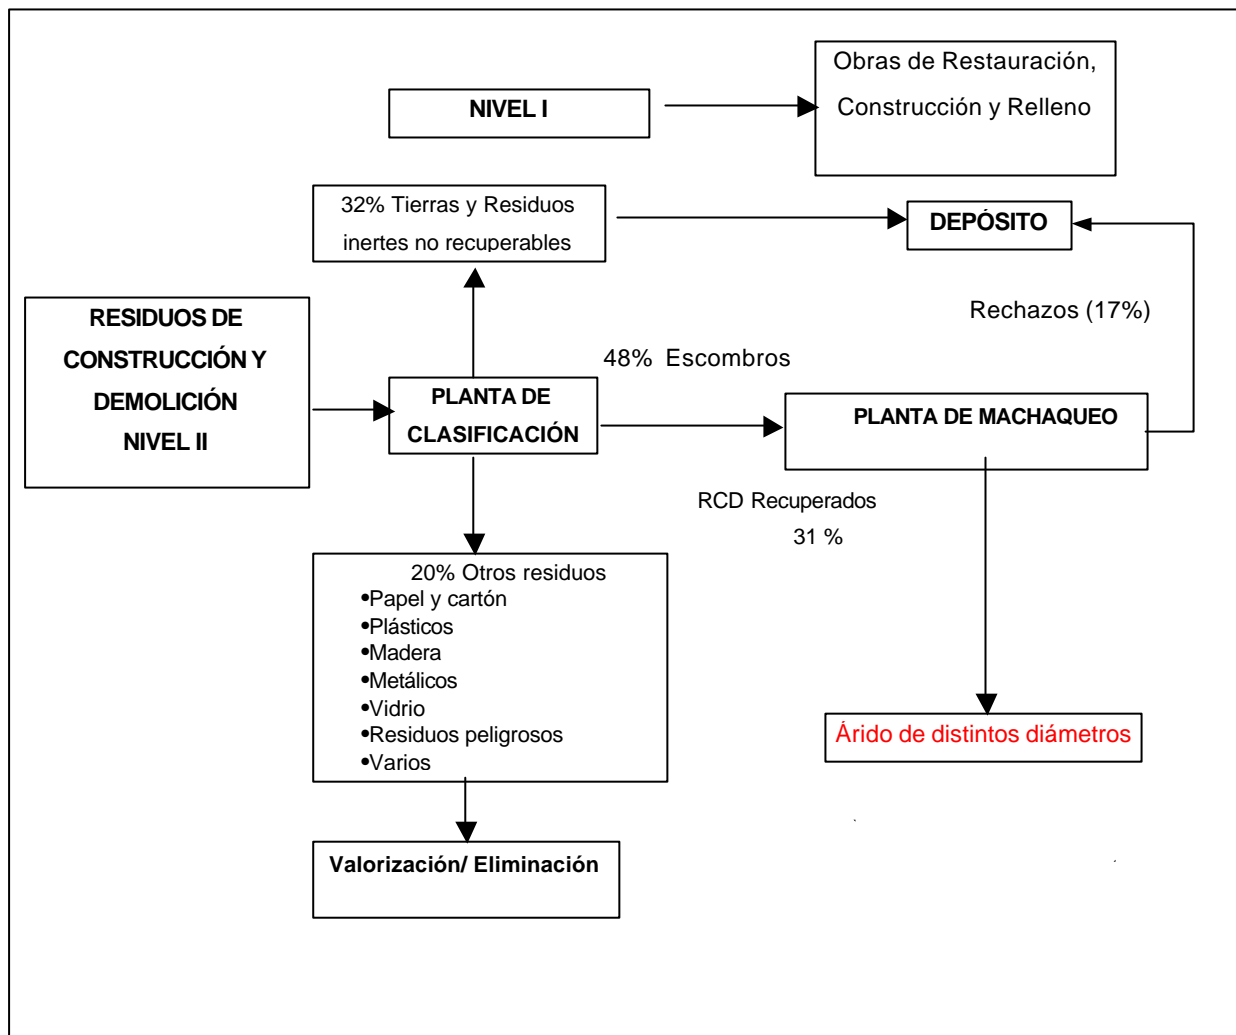 NIVEL I
Obras de Restauración,
Construcción y Relleno
32% Tierras y Residuos
inertes no recuperables
DEPÓSITO
Rechazos (17%)
RESIDUOS DE
CONSTRUCCIÓN Y
DEMOLICIÓN
NIVEL II
48% Escombros
PLANTA DE
CLASIFICACIÓN
PLANTA DE MACHAQUEO
RCD Recuperados
31 %
20% Otros residuos
•Papel y cartón
•Plásticos
•Madera
•Metálicos
•Vidrio
•Residuos peligrosos
•Varios
Árido de distintos diámetros
Valorización/ Eliminación